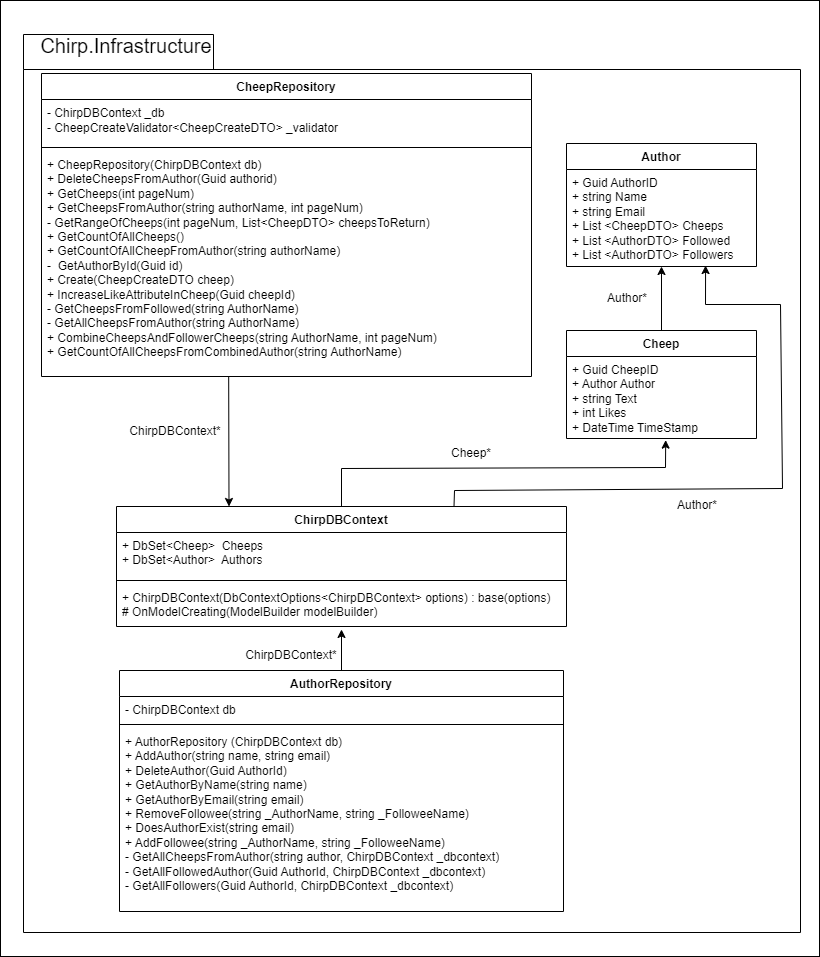 Chirp.Infrastructure
CheepRepository
- ChirpDBContext _db
- CheepCreateValidator<CheepCreateDTO> _validator
+ CheepRepository(ChirpDBContext db)
+ DeleteCheepsFromAuthor(Guid authorid)
+ GetCheeps(int pageNum)
+ GetCheepsFromAuthor(string authorName, int pageNum)
- GetRangeOfCheeps(int pageNum, List<CheepDTO> cheepsToReturn)
+ GetCountOfAllCheeps()
+ GetCountOfAllCheepFromAuthor(string authorName)
-  GetAuthorById(Guid id)
+ Create(CheepCreateDTO cheep)
+ IncreaseLikeAttributeInCheep(Guid cheepId)
- GetCheepsFromFollowed(string AuthorName)
- GetAllCheepsFromAuthor(string AuthorName)
+ CombineCheepsAndFollowerCheeps(string AuthorName, int pageNum)
+ GetCountOfAllCheepsFromCombinedAuthor(string AuthorName)
Author
+ Guid AuthorID
+ string Name
+ string Email
+ List <CheepDTO> Cheeps
+ List <AuthorDTO> Followed
+ List <AuthorDTO> Followers
Author*
Cheep
+ Guid CheepID
+ Author Author
+ string Text
+ int Likes
+ DateTime TimeStamp
ChirpDBContext*
Cheep*
Author*
ChirpDBContext
+ DbSet<Cheep>  Cheeps
+ DbSet<Author>  Authors
+ ChirpDBContext(DbContextOptions<ChirpDBContext> options) : base(options)
# OnModelCreating(ModelBuilder modelBuilder)
ChirpDBContext*
AuthorRepository
- ChirpDBContext db
+ AuthorRepository (ChirpDBContext db)
+ AddAuthor(string name, string email)
+ DeleteAuthor(Guid AuthorId)
+ GetAuthorByName(string name)
+ GetAuthorByEmail(string email)
+ RemoveFollowee(string _AuthorName, string _FolloweeName)
+ DoesAuthorExist(string email)
+ AddFollowee(string _AuthorName, string _FolloweeName)
- GetAllCheepsFromAuthor(string author, ChirpDBContext _dbcontext)
- GetAllFollowedAuthor(Guid AuthorId, ChirpDBContext _dbcontext)
- GetAllFollowers(Guid AuthorId, ChirpDBContext _dbcontext)